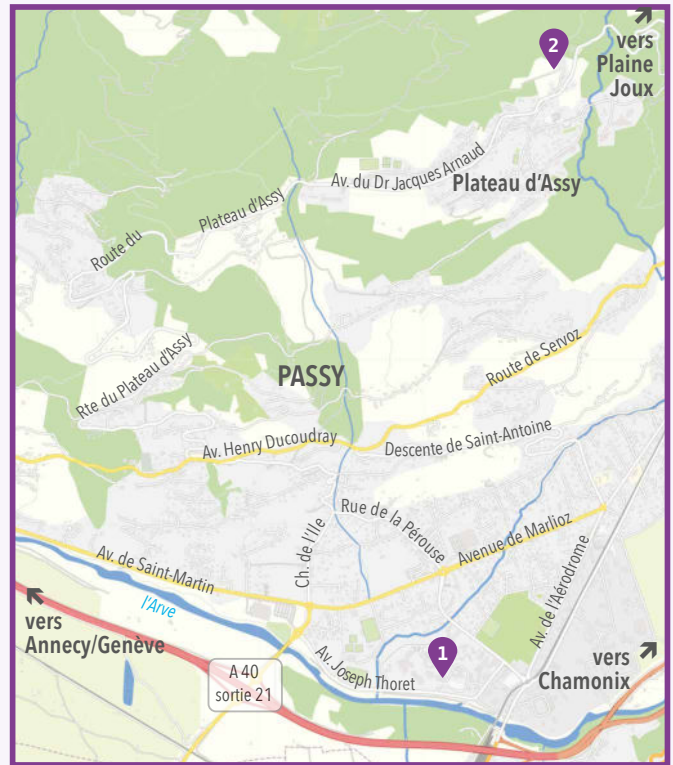 2
vers
Plaine
Joux
Av. du Dr Jacques Arnaud
Plateau d'Assy
Route du
Plateau d'Assy
Rte du Plateau d'Assy
PASSY
Route de Servoz
Av. Henry Ducoudray
Descente de Saint-Antoine
Rue de la Pérouse
Ch. de l'Ile
Avenue de Marlioz
Av. de Saint-Martin
l'Arve
Av. de l'Aérodrome
vers
Annecy/Genève
A 40
sortie 21
Av. Joseph Thoret
1
vers
Chamonix